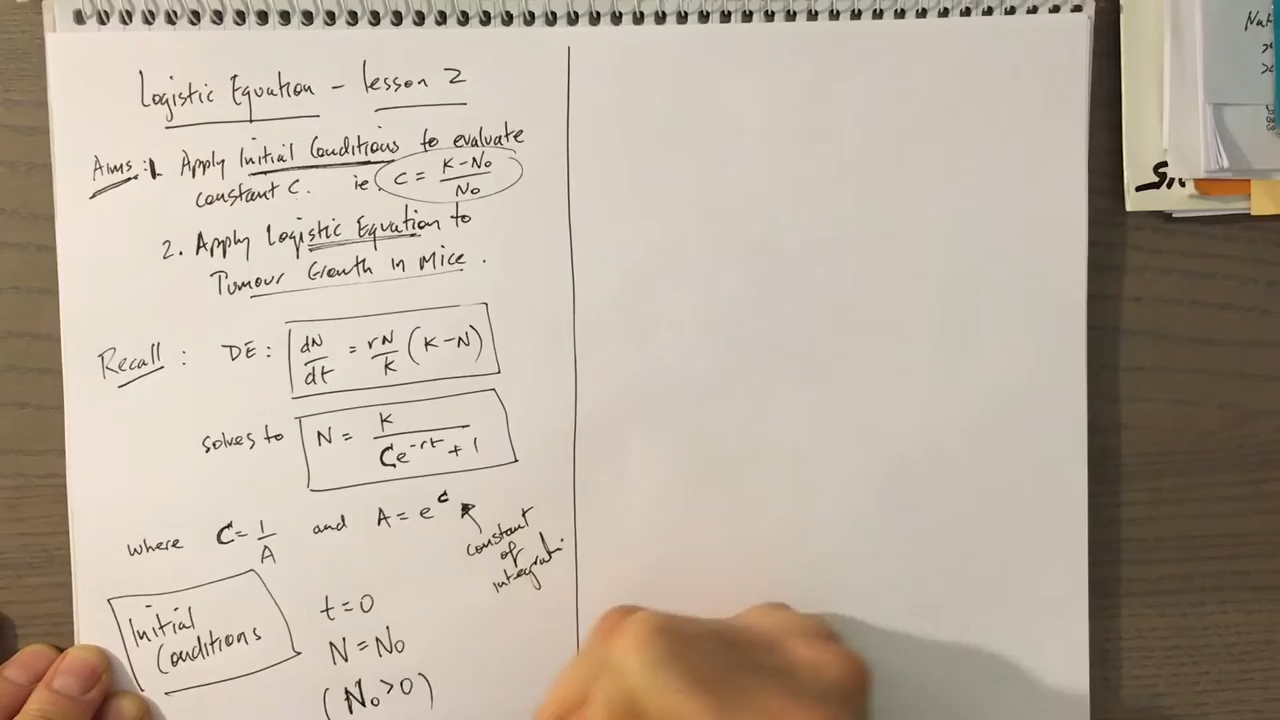 Logistic Equation - lesson 2
Aims: 1. Apply Initial Conditions to evaluate
constant C. ie C = (K-N₀)/N₀
2. Apply Logistic Equation to
Tumour Growth in Mice.
Recall: DE: dN/dt = rN/K (K-N)
solves to N = K/(Ce^(-rt) + 1)
where C = 1/A and A = e^c
constant
of
Initial
Conditions
t=0
N=N₀
(N₀>0)